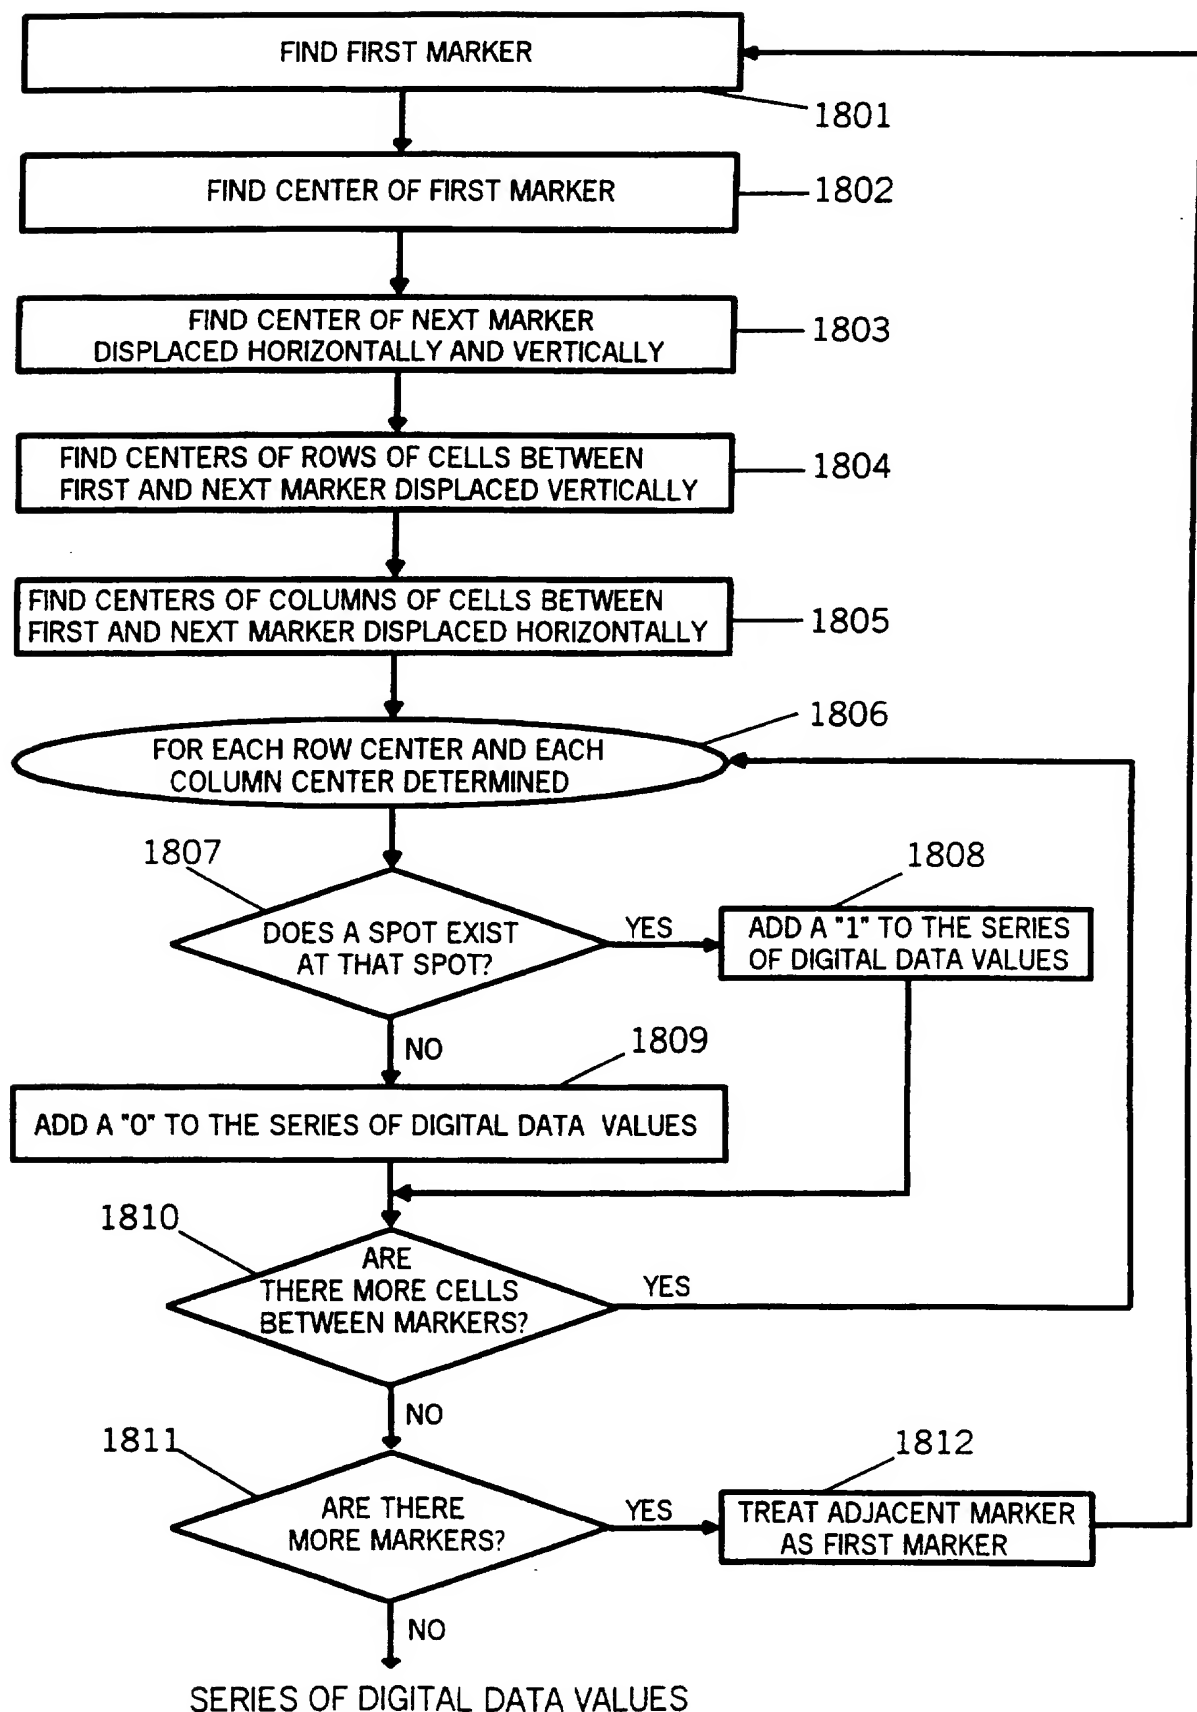 FIND FIRST MARKER
1801
FIND CENTER OF FIRST MARKER
1802
FIND CENTER OF NEXT MARKER
DISPLACED HORIZONTALLY AND VERTICALLY
1803
FIND CENTERS OF ROWS OF CELLS BETWEEN
FIRST AND NEXT MARKER DISPLACED VERTICALLY
1804
FIND CENTERS OF COLUMNS OF CELLS BETWEEN
FIRST AND NEXT MARKER DISPLACED HORIZONTALLY
1805
1806
FOR EACH ROW CENTER AND EACH
COLUMN CENTER DETERMINED
1807
DOES A SPOT EXIST
AT THAT SPOT?
YES
1808
ADD A "1" TO THE SERIES
OF DIGITAL DATA VALUES
NO
1809
ADD A "0" TO THE SERIES OF DIGITAL DATA VALUES
1810
ARE
THERE MORE CELLS
BETWEEN MARKERS?
YES
NO
1811
ARE THERE
MORE MARKERS?
YES
1812
TREAT ADJACENT MARKER
AS FIRST MARKER
NO
SERIES OF DIGITAL DATA VALUES